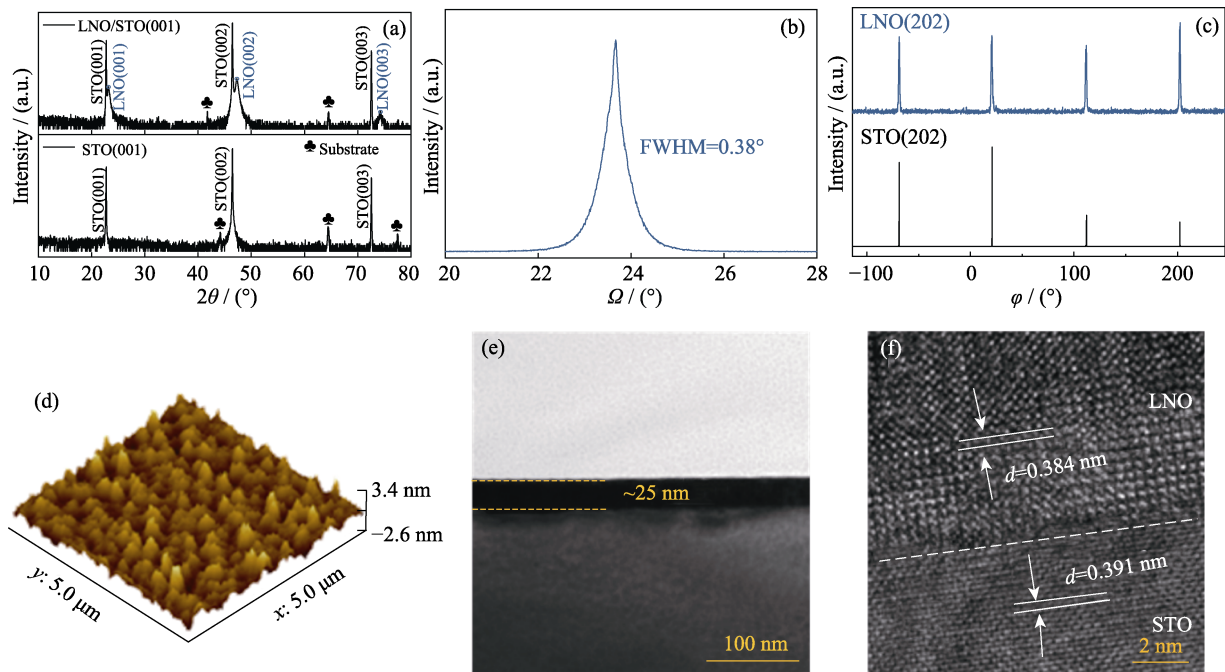 (a)
LNO/STO(001)
STO(001)
LNO(001)
STO(002)
LNO(002)
STO(003)
LNO(003)
♣
♣
STO(001)
♣ Substrate
STO(001)
STO(002)
STO(003)
♣
♣
♣
Intensity / (a.u.)
Intensity / (a.u.)
10 20 30 40 50 60 70 80
2θ / (°)
(b)
FWHM=0.38°
Intensity / (a.u.)
20 22 24 26 28
Ω / (°)
(c)
LNO(202)
STO(202)
Intensity / (a.u.)
−100 0 100 200
φ / (°)
(d)
3.4 nm
−2.6 nm
y: 5.0 μm
x: 5.0 μm
(e)
~25 nm
100 nm
(f)
LNO
d=0.384 nm
d=0.391 nm
STO
2 nm